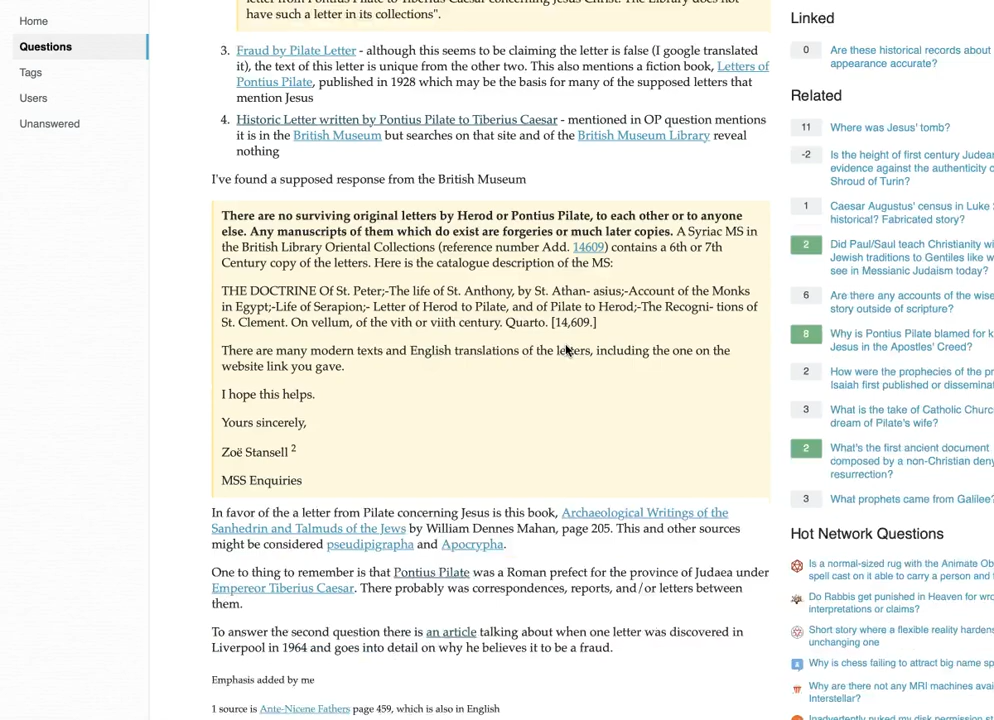 Home
Questions
Tags
Users
Unanswered
letter from Pontius Pilate to Tiberius Caesar concerning Jesus Christ. The Library does not
have such a letter in its collections".
3. Fraud by Pilate Letter - although this seems to be claiming the letter is false (I google translated
it), the text of this letter is unique from the other two. This also mentions a fiction book, Letters of
Pontius Pilate, published in 1928 which may be the basis for many of the supposed letters that
mention Jesus
4. Historic Letter written by Pontius Pilate to Tiberius Caesar - mentioned in OP question mentions
it is in the British Museum but searches on that site and of the British Museum Library reveal
nothing
I've found a supposed response from the British Museum
There are no surviving original letters by Herod or Pontius Pilate, to each other or to anyone
else. Any manuscripts of them which do exist are forgeries or much later copies. A Syriac MS in
the British Library Oriental Collections (reference number Add. 14609) contains a 6th or 7th
Century copy of the letters. Here is the catalogue description of the MS:
THE DOCTRINE Of St. Peter;-The life of St. Anthony, by St. Athan- asius;-Account of the Monks
in Egypt;-Life of Serapion;- Letter of Herod to Pilate, and of Pilate to Herod;-The Recogni- tions of
St. Clement. On vellum, of the vith or viith century. Quarto. [14,609.]
There are many modern texts and English translations of the letters, including the one on the
website link you gave.
I hope this helps.
Yours sincerely,
Zoë Stansell 2
MSS Enquiries
In favor of the a letter from Pilate concerning Jesus is this book, Archaeological Writings of the
Sanhedrin and Talmuds of the Jews by William Dennes Mahan, page 205. This and other sources
might be considered pseudipigrapha and Apocrypha.
One to thing to remember is that Pontius Pilate was a Roman prefect for the province of Judaea under
Empereor Tiberius Caesar. There probably was correspondences, reports, and/or letters between
them.
To answer the second question there is an article talking about when one letter was discovered in
Liverpool in 1964 and goes into detail on why he believes it to be a fraud.
Emphasis added by me
1 source is Ante-Nicene Fathers page 459, which is also in English
Linked
0 Are these historical records about
appearance accurate?
Related
11 Where was Jesus' tomb?
-2 Is the height of first century Judea
evidence against the authenticity o
Shroud of Turin?
1 Caesar Augustus' census in Luke
historical? Fabricated story?
2 Did Paul/Saul teach Christianity wi
Jewish traditions to Gentiles like w
see in Messianic Judaism today?
6 Are there any accounts of the wise
story outside of scripture?
8 Why is Pontius Pilate blamed for k
Jesus in the Apostles' Creed?
2 How were the prophecies of the pr
Isaiah first published or disseminat
3 What is the take of Catholic Churc
dream of Pilate's wife?
2 What's the first ancient document
composed by a non-Christian deny
resurrection?
3 What prophets came from Galilee?
Hot Network Questions
Is a normal-sized rug with the Animate Ob
spell cast on it able to carry a person and
Do Rabbis get punished in Heaven for wro
interpretations or claims?
Short story where a flexible reality hardens
unchanging one
Why is chess failing to attract big name sp
Why are there not any MRI machines avai
Interstellar?
Inadvertently nuked my disk permission st